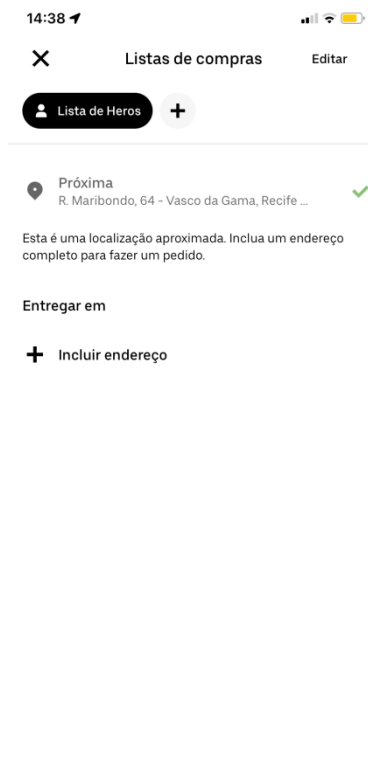 14:38
Listas de compras
Editar
Lista de Heros
Próxima
R. Maribondo, 64 - Vasco da Gama, Recife ...
Esta é uma localização aproximada. Inclua um endereço
completo para fazer um pedido.
Entregar em
Incluir endereço